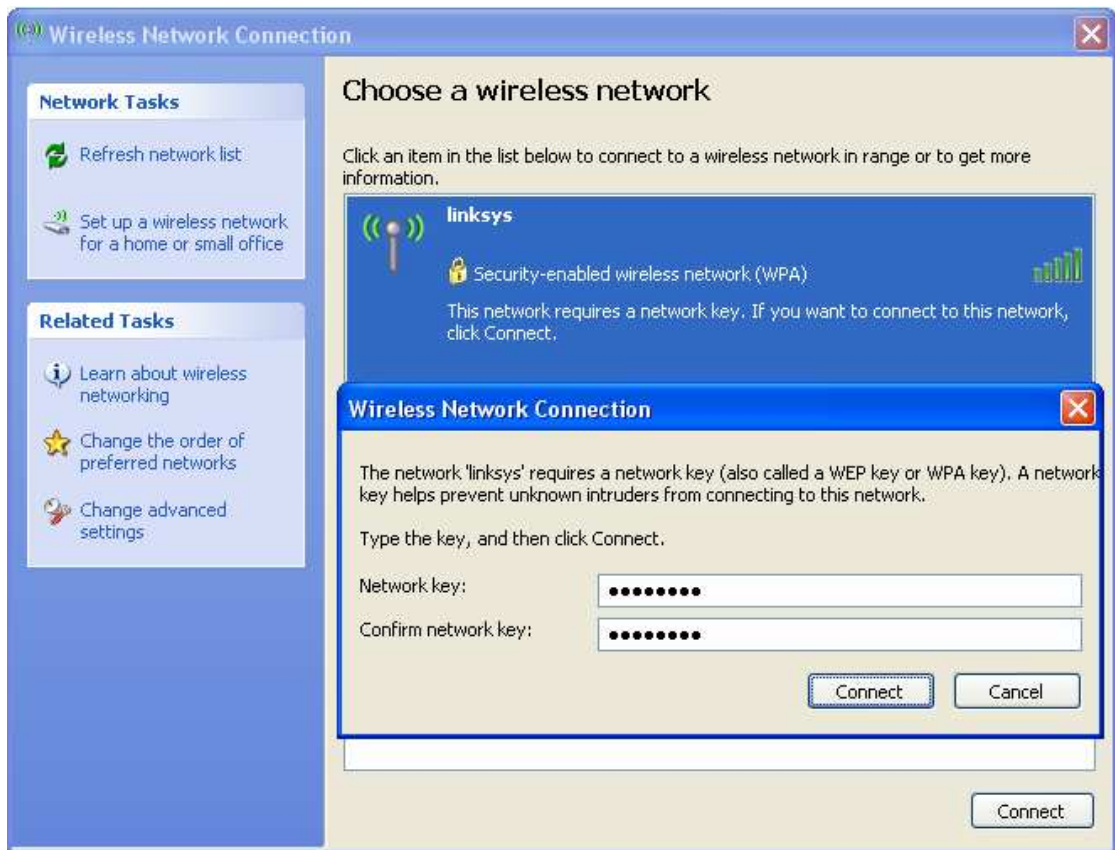 Wireless Network Connection
Network Tasks
Refresh network list
Set up a wireless network
for a home or small office
Related Tasks
Learn about wireless
networking
Change the order of
preferred networks
Change advanced
settings
Choose a wireless network
Click an item in the list below to connect to a wireless network in range or to get more
information.
linksys
Security-enabled wireless network (WPA)
This network requires a network key. If you want to connect to this network,
click Connect.
Wireless Network Connection
The network 'linksys' requires a network key (also called a WEP key or WPA key). A network
key helps prevent unknown intruders from connecting to this network.
Type the key, and then click Connect.
Network key: ●●●●●●●●
Confirm network key: ●●●●●●●●
Connect Cancel
Connect